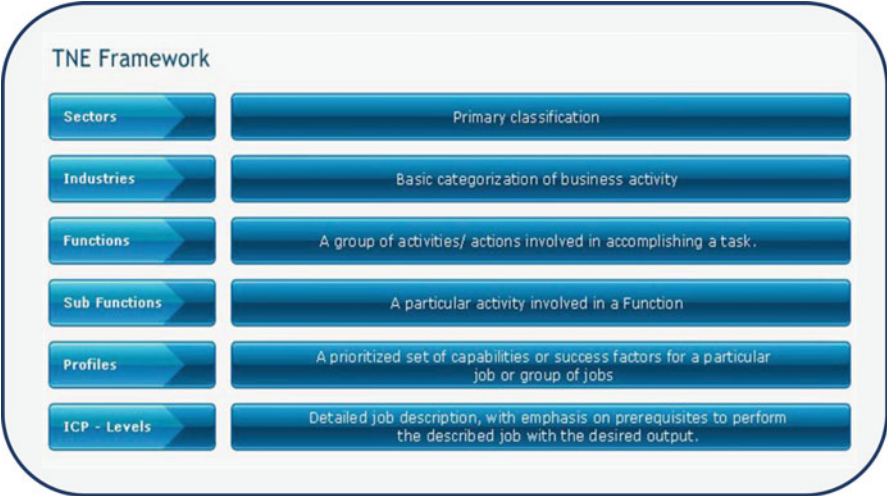 TNE Framework
Sectors
Primary classification
Industries
Basic categorization of business activity
Functions
A group of activities/ actions involved in accomplishing a task.
Sub Functions
A particular activity involved in a Function
Profiles
A prioritized set of capabilities or success factors for a particular
job or group of jobs
ICP - Levels
Detailed job description, with emphasis on prerequisites to perform
the described job with the desired output.